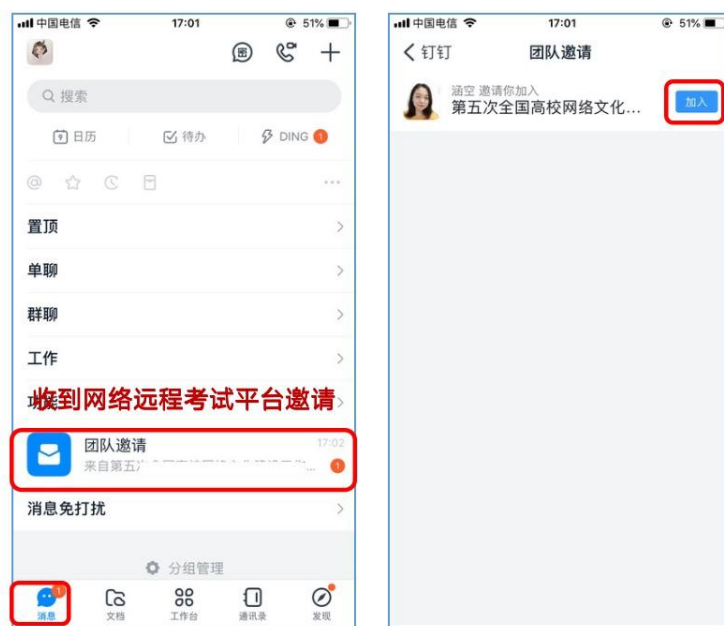 中国电信
17:01
51%
密
搜索
日历
待办
DING 1
@
置顶
单聊
群聊
工作
收到网络远程考试平台邀请
团队邀请
17:02
来自第五
1
消息免打扰
分组管理
1
消息
文档
工作台
通讯录
发现
中国电信
17:01
51%
钉钉
团队邀请
涵空 邀请你加入
第五次全国高校网络文化...
加入